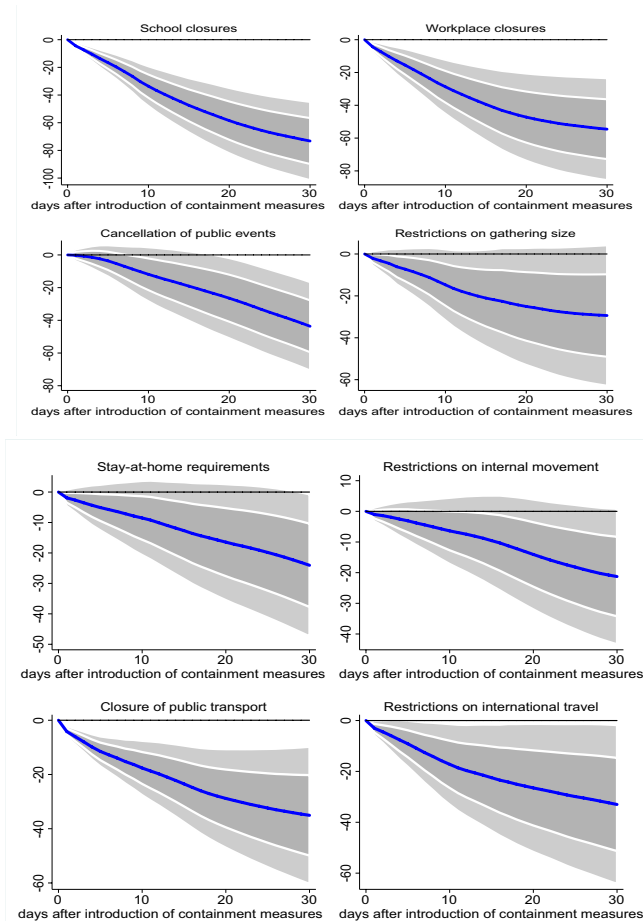 School closures
0
-20
-40
-60
-80
-100
0 10 20 30
days after introduction of containment measures
Workplace closures
0
-20
-40
-60
-80
0 10 20 30
days after introduction of containment measures
Cancellation of public events
0
-20
-40
-60
-80
0 10 20 30
days after introduction of containment measures
Restrictions on gathering size
0
-20
-40
-60
0 10 20 30
days after introduction of containment measures
Stay-at-home requirements
0
-10
-20
-30
-40
-50
0 10 20 30
days after introduction of containment measures
Restrictions on internal movement
10
0
-10
-20
-30
-40
0 10 20 30
days after introduction of containment measures
Closure of public transport
0
-20
-40
-60
0 10 20 30
days after introduction of containment measures
Restrictions on international travel
0
-20
-40
-60
0 10 20 30
days after introduction of containment measures